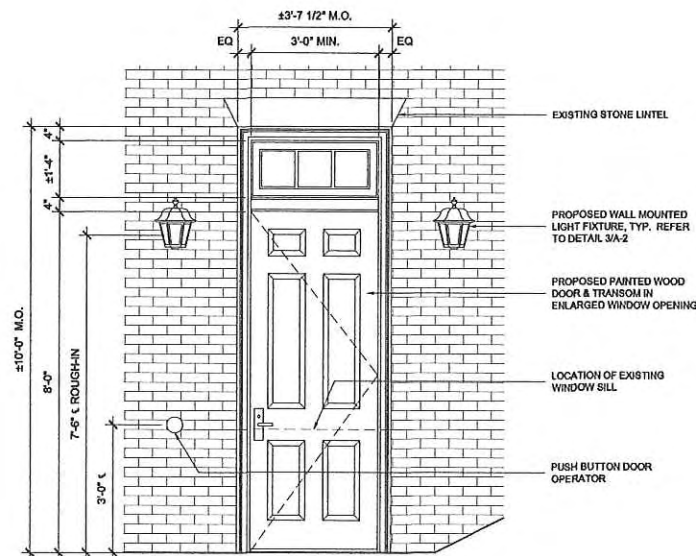 ±3'-7 1/2" M.O.
EQ 3'-0" MIN. EQ
EXISTING STONE LINTEL
4"
±1'-4"
4"
PROPOSED WALL MOUNTED
LIGHT FIXTURE, TYP. REFER
TO DETAIL 3/A-2
PROPOSED PAINTED WOOD
DOOR & TRANSOM IN
ENLARGED WINDOW OPENING
±10'-0" M.O.
8'-0"
7'-6" ℄ ROUGH-IN
LOCATION OF EXISTING
WINDOW SILL
3'-0" ℄
PUSH BUTTON DOOR
OPERATOR